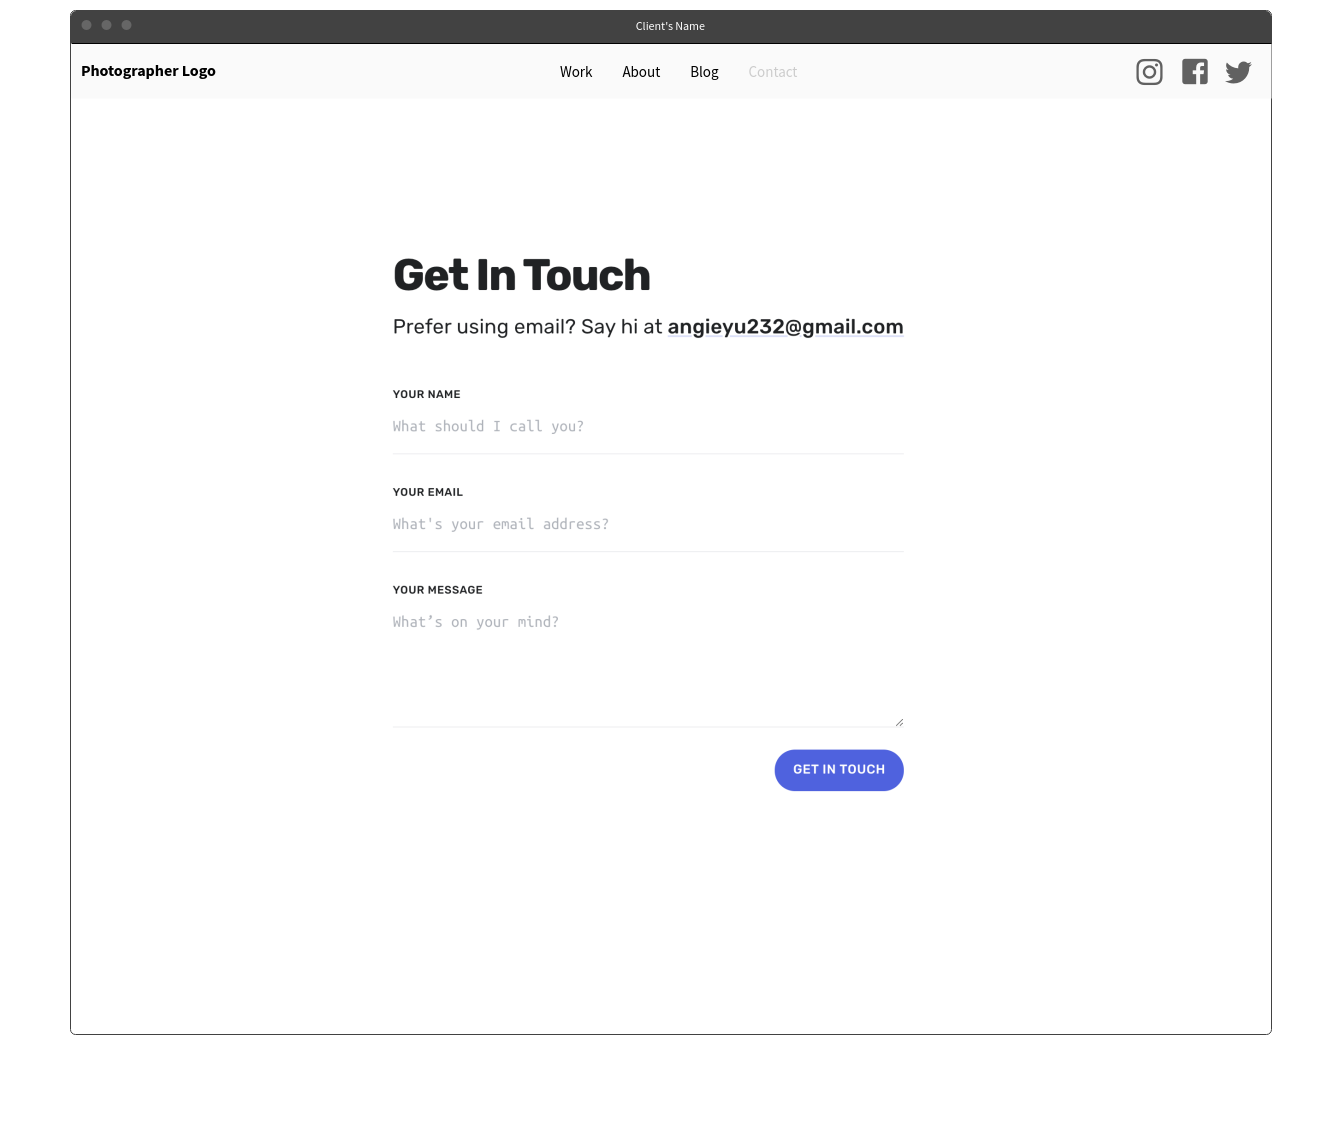 Client's Name
Photographer Logo
Work
About
Blog
Contact
Get In Touch
Prefer using email? Say hi at angieyu232@gmail.com
YOUR NAME
What should I call you?
YOUR EMAIL
What's your email address?
YOUR MESSAGE
What’s on your mind?
GET IN TOUCH